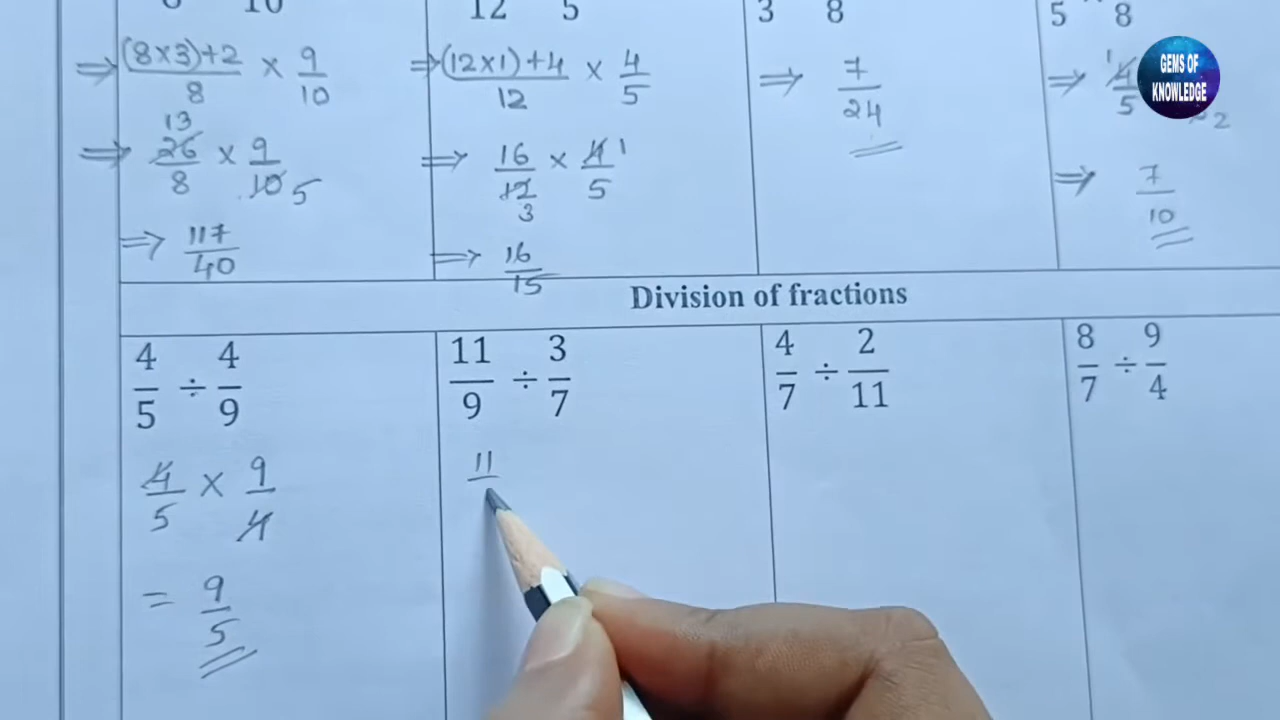 12 5 3 8 5 8
⇒ (8×3)+2/8 × 9/10 ⇒ (12×1)+4/12 × 4/5 ⇒ 7/24 ⇒ 1 4/5
GEMS OF
KNOWLEDGE
⇒ 13 26/8 × 9/10 5 ⇒ 16/12 3 × 4/5 1 ⇒ 7/10
⇒ 117/40 ⇒ 16/15
Division of fractions
4/5 ÷ 4/9 11/9 ÷ 3/7 4/7 ÷ 2/11 8/7 ÷ 9/4
4/5 × 9/4 11
= 9/5